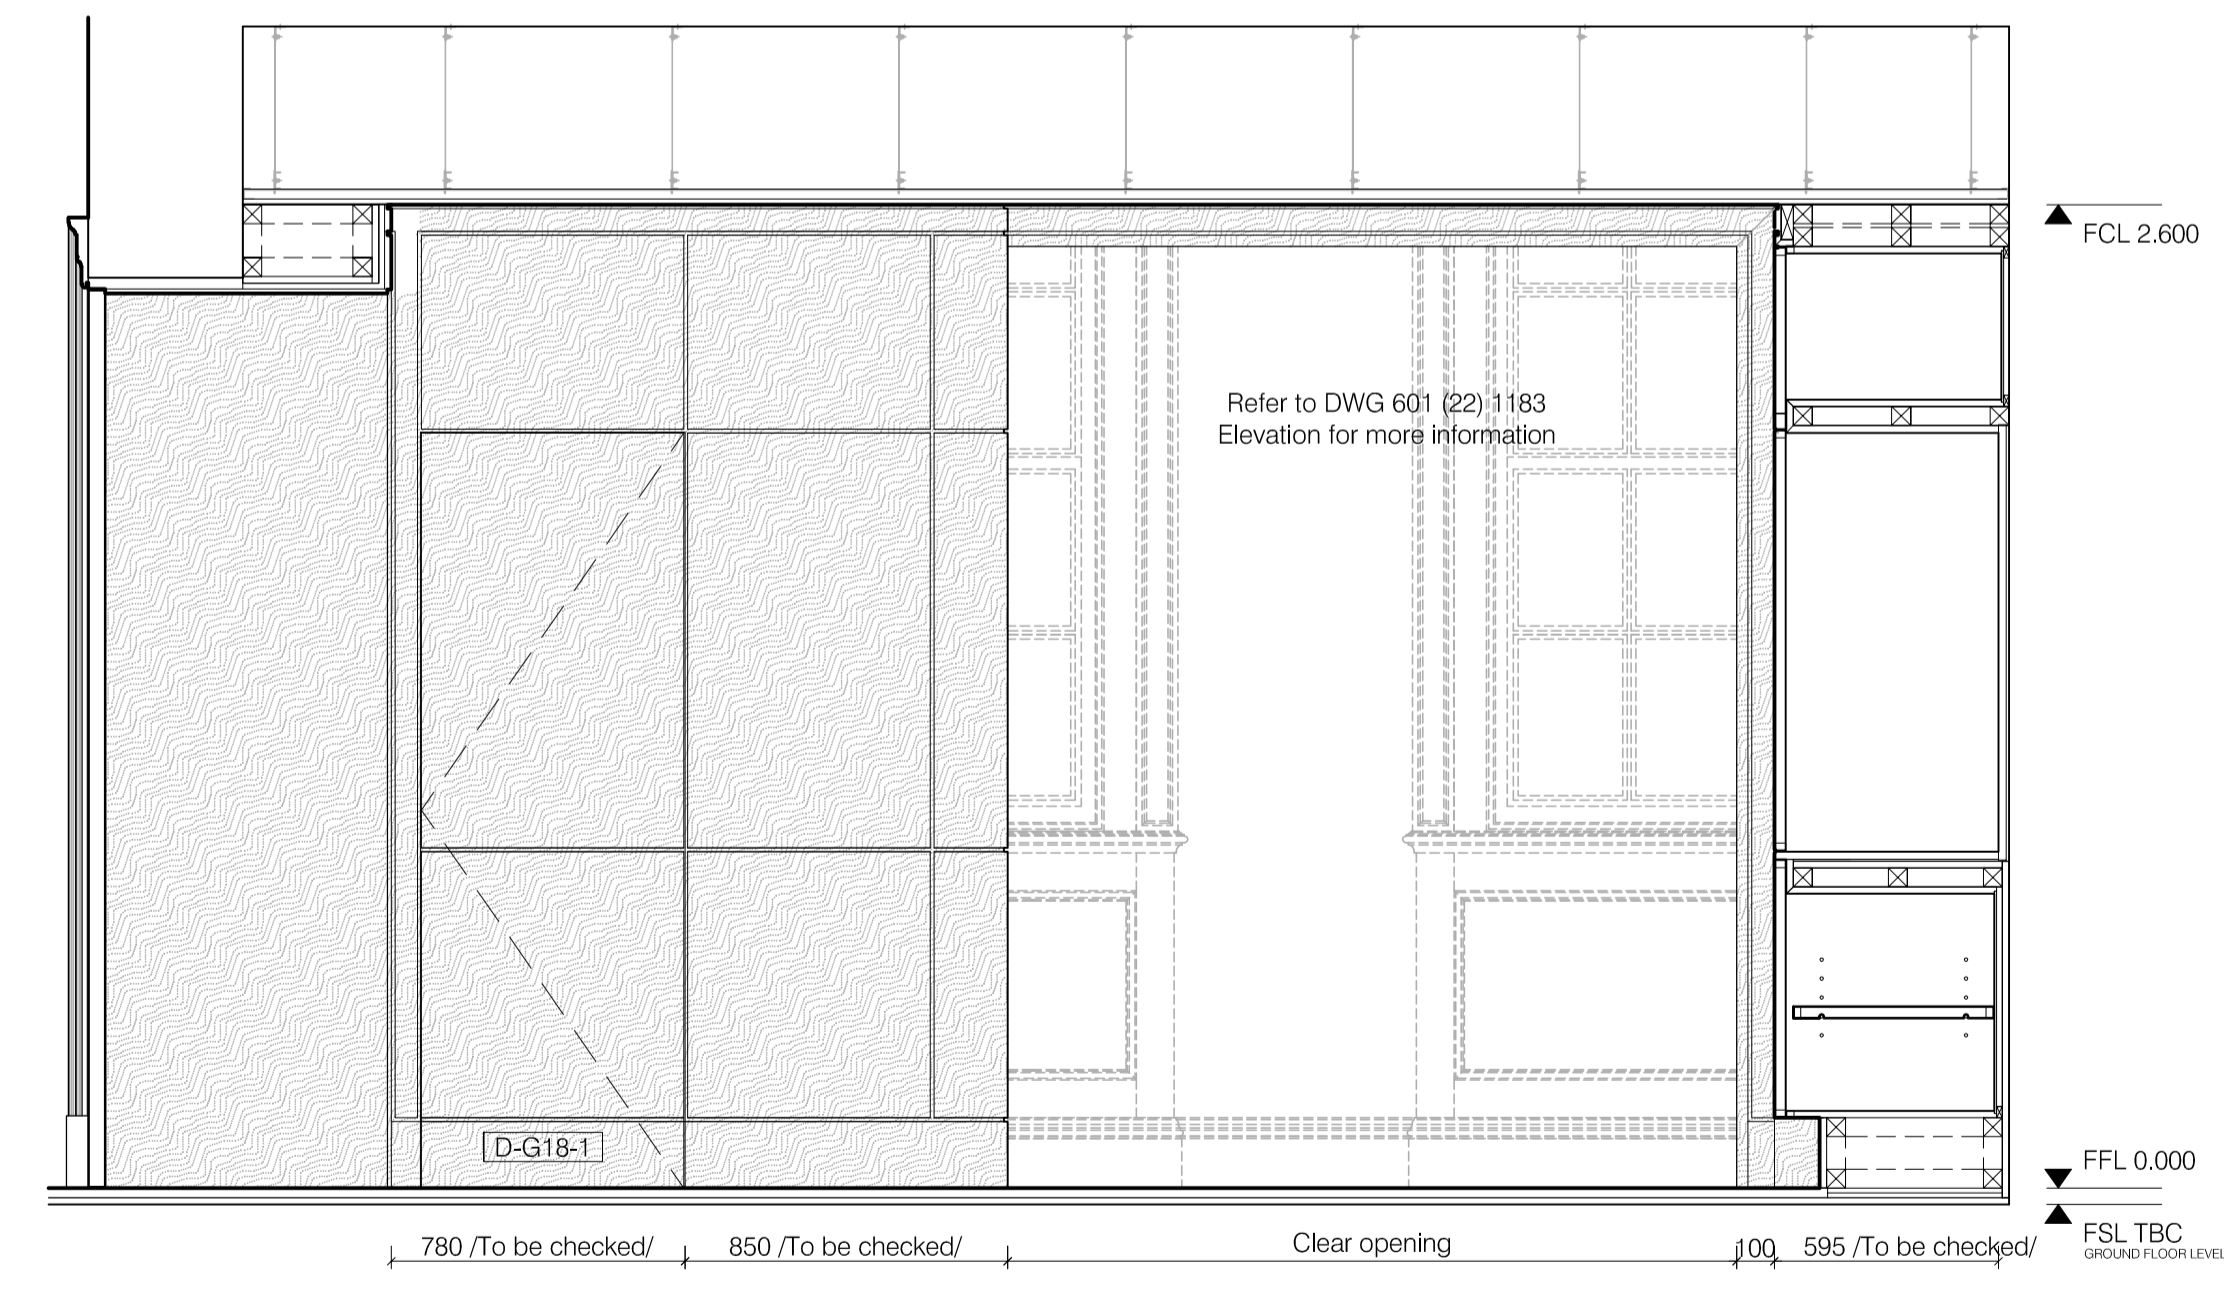 FCL 2.600
Refer to DWG 601 (22) 1183
Elevation for more information
D-G18-1
FFL 0.000
FSL TBC
GROUND FLOOR LEVEL
780 /To be checked/
850 /To be checked/
Clear opening
100
595 /To be checked/